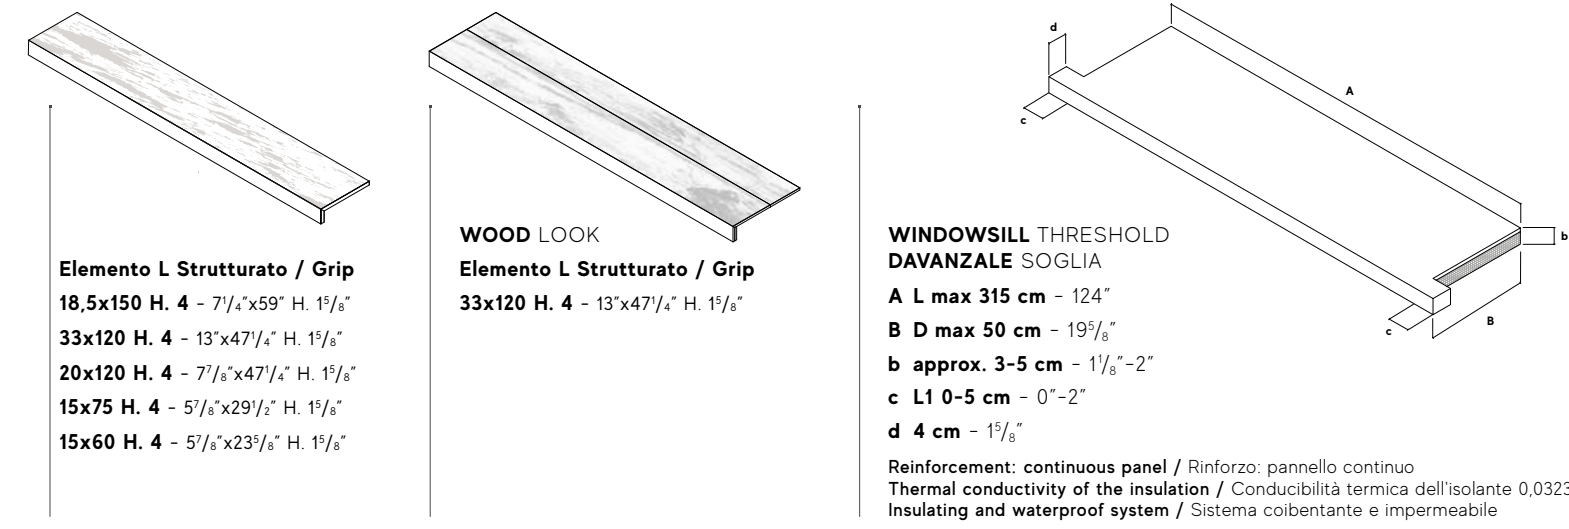 Elemento L Strutturato / Grip
18,5x150 H. 4 – 7¹/₄”x59” H. 1⁵/₈”
33x120 H. 4 – 13”x47¹/₄” H. 1⁵/₈”
20x120 H. 4 – 7⁷/₈”x47¹/₄” H. 1⁵/₈”
15x75 H. 4 – 5⁷/₈”x29¹/₂” H. 1⁵/₈”
15x60 H. 4 – 5⁷/₈”x23⁵/₈” H. 1⁵/₈”
WOOD LOOK
Elemento L Strutturato / Grip
33x120 H. 4 – 13”x47¹/₄” H. 1⁵/₈”
d
A
c
b
c
B
WINDOWSILL THRESHOLD
DAVANZALE SOGLIA
A L max 315 cm – 124”
B D max 50 cm – 19⁵/₈”
b approx. 3-5 cm – 1¹/₈”-2”
c L1 0-5 cm – 0”-2”
d 4 cm – 1⁵/₈”
Reinforcement: continuous panel / Rinforzo: pannello continuo
Thermal conductivity of the insulation / Conducibilità termica dell'isolante 0,0323
Insulating and waterproof system / Sistema coibentante e impermeabile